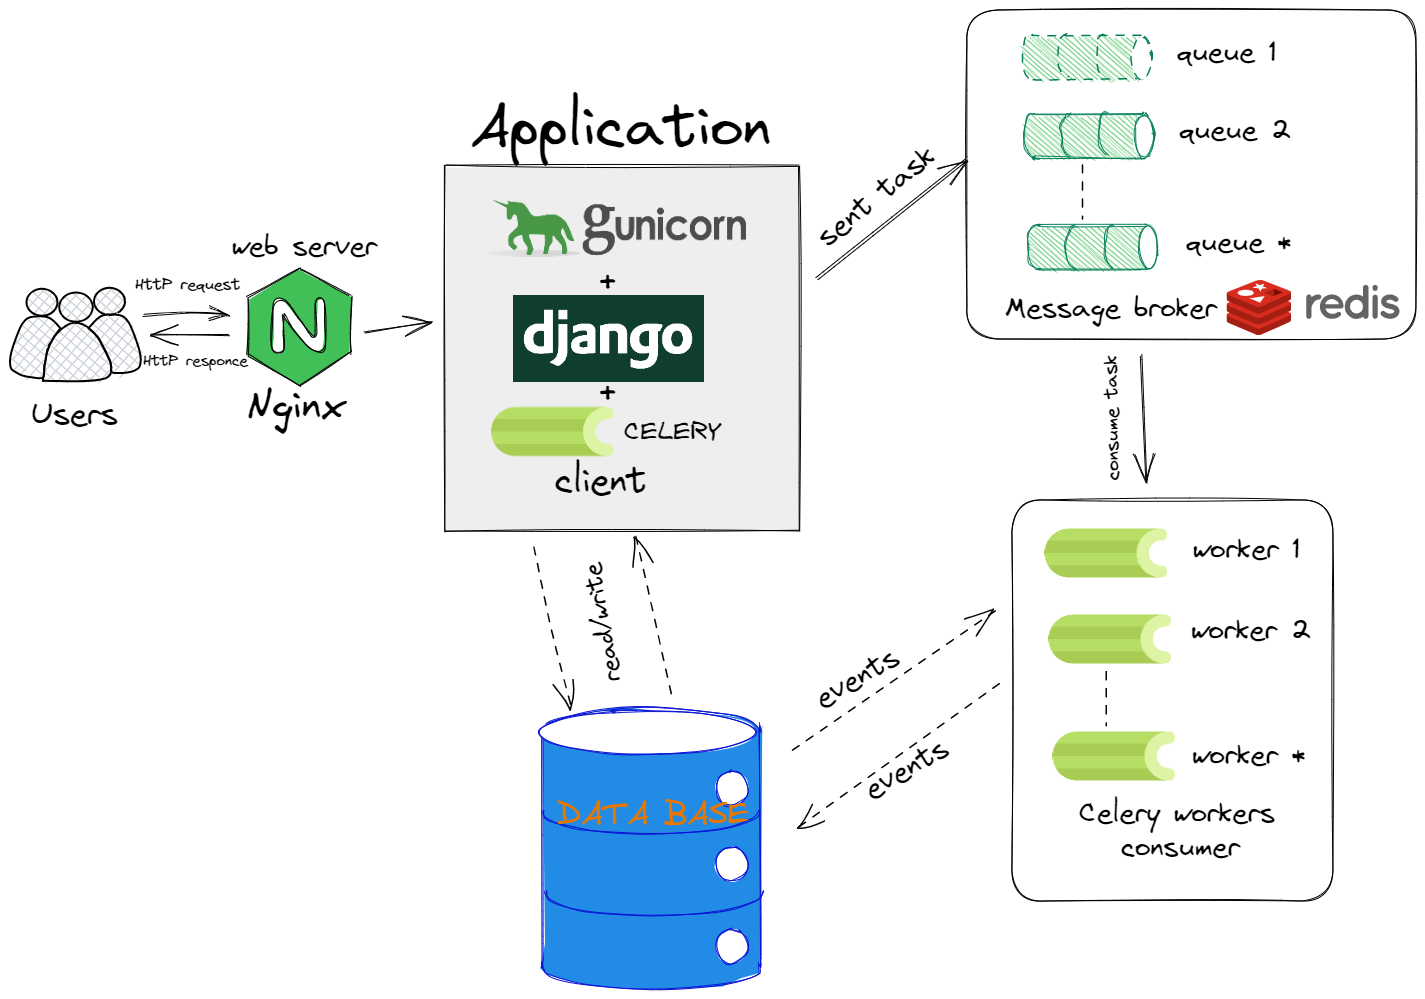 Application
gunicorn
+
django
+
CELERY
client
web server
HTTP request
HTTP responce
Users
Nginx
sent task
queue 1
queue 2
queue *
Message broker
redis
consume task
worker 1
worker 2
worker *
Celery workers
consumer
read/write
events
events
DATA BASE